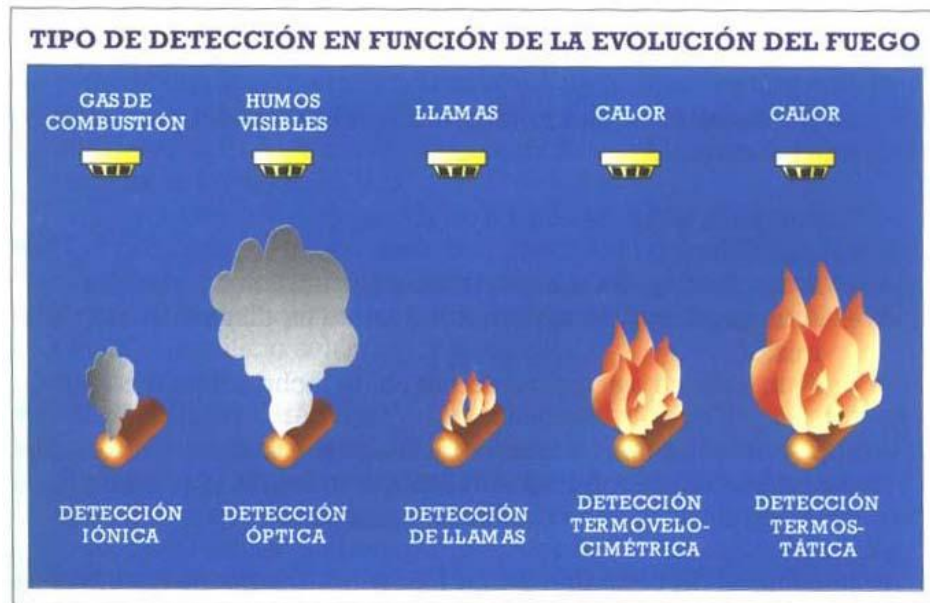 TIPO DE DETECCIÓN EN FUNCIÓN DE LA EVOLUCIÓN DEL FUEGO
GAS DE
COMBUSTIÓN
HUMOS
VISIBLES
LLAMAS
CALOR
CALOR
DETECCIÓN
IÓNICA
DETECCIÓN
ÓPTICA
DETECCIÓN
DE LLAMAS
DETECCIÓN
TERMOVELO-
CIMÉTRICA
DETECCIÓN
TERMOS-
TÁTICA